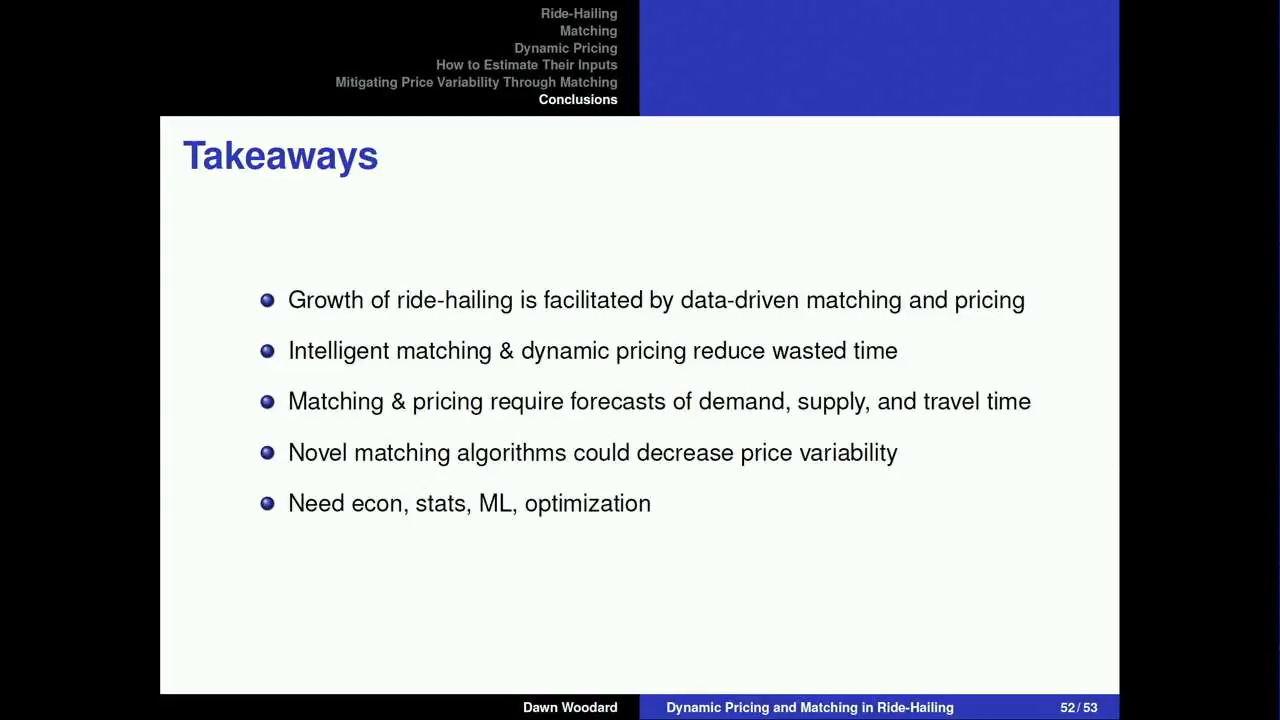 Ride-Hailing
Matching
Dynamic Pricing
How to Estimate Their Inputs
Mitigating Price Variability Through Matching
Conclusions
Takeaways
Growth of ride-hailing is facilitated by data-driven matching and pricing
Intelligent matching & dynamic pricing reduce wasted time
Matching & pricing require forecasts of demand, supply, and travel time
Novel matching algorithms could decrease price variability
Need econ, stats, ML, optimization
Dawn Woodard
Dynamic Pricing and Matching in Ride-Hailing
52 / 53